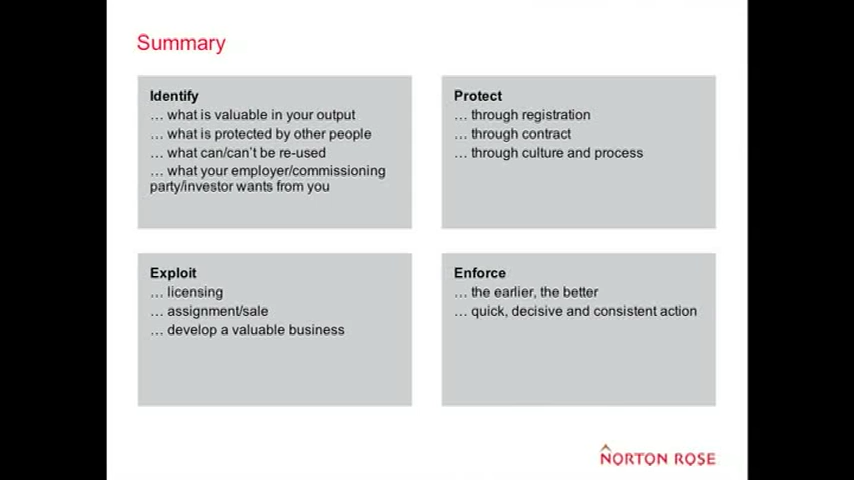 Summary
Identify
… what is valuable in your output
… what is protected by other people
… what can/can't be re-used
… what your employer/commissioning
party/investor wants from you
Protect
… through registration
… through contract
… through culture and process
Exploit
… licensing
… assignment/sale
… develop a valuable business
Enforce
… the earlier, the better
… quick, decisive and consistent action
NORTON ROSE